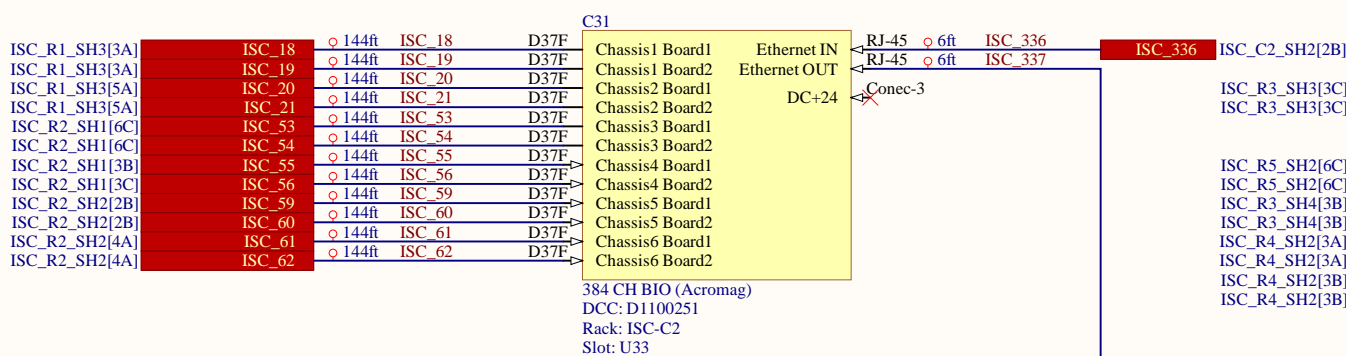 C31
ISC_R1_SH3[3A] ISC_18 144ft ISC_18 D37F Chassis1 Board1 Ethernet IN RJ-45 6ft ISC_336 ISC_336 ISC_C2_SH2[2B]
ISC_R1_SH3[3A] ISC_19 144ft ISC_19 D37F Chassis1 Board2 Ethernet OUT RJ-45 6ft ISC_337
ISC_R1_SH3[5A] ISC_20 144ft ISC_20 D37F Chassis2 Board1 DC+24 Conec-3 ISC_R3_SH3[3C]
ISC_R1_SH3[5A] ISC_21 144ft ISC_21 D37F Chassis2 Board2 ISC_R3_SH3[3C]
ISC_R2_SH1[6C] ISC_53 144ft ISC_53 D37F Chassis3 Board1
ISC_R2_SH1[6C] ISC_54 144ft ISC_54 D37F Chassis3 Board2
ISC_R2_SH1[3B] ISC_55 144ft ISC_55 D37F Chassis4 Board1 ISC_R5_SH2[6C]
ISC_R2_SH1[3C] ISC_56 144ft ISC_56 D37F Chassis4 Board2 ISC_R5_SH2[6C]
ISC_R2_SH2[2B] ISC_59 144ft ISC_59 D37F Chassis5 Board1 ISC_R3_SH4[3B]
ISC_R2_SH2[2B] ISC_60 144ft ISC_60 D37F Chassis5 Board2 ISC_R3_SH4[3B]
ISC_R2_SH2[4A] ISC_61 144ft ISC_61 D37F Chassis6 Board1 ISC_R4_SH2[3A]
ISC_R2_SH2[4A] ISC_62 144ft ISC_62 D37F Chassis6 Board2 ISC_R4_SH2[3A]
ISC_R4_SH2[3B]
384 CH BIO (Acromag) ISC_R4_SH2[3B]
DCC: D1100251
Rack: ISC-C2
Slot: U33